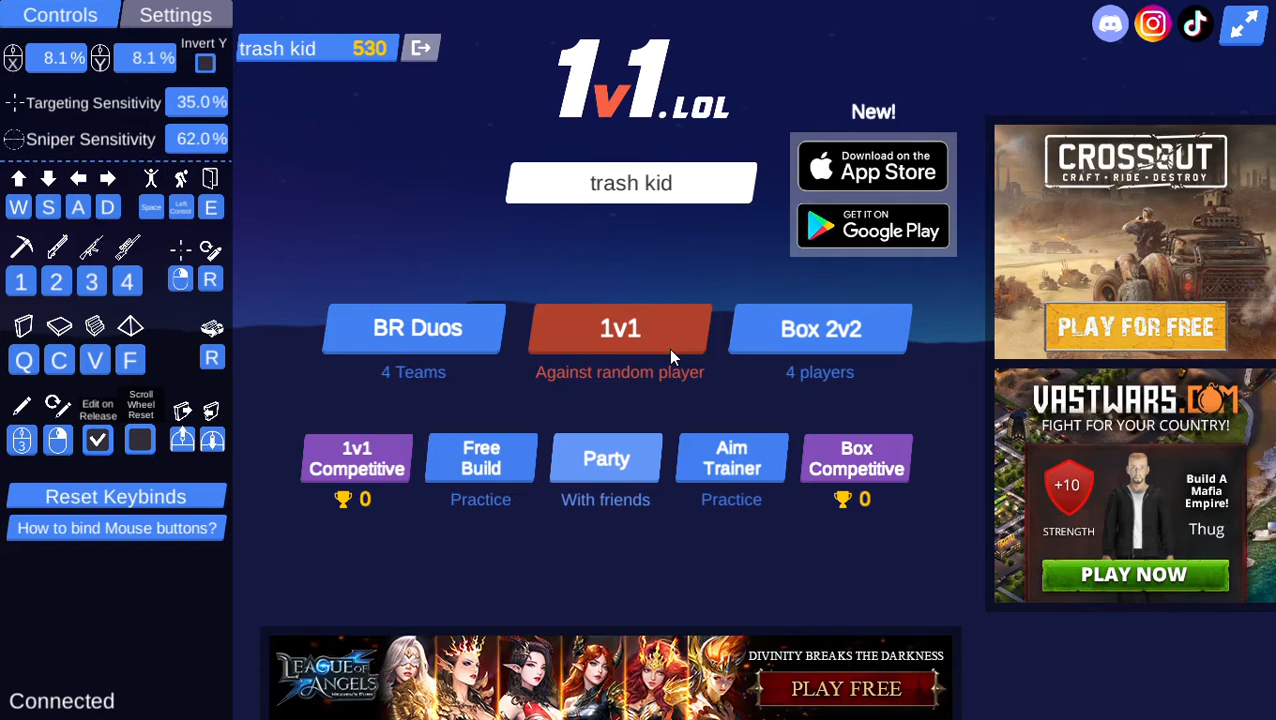 Controls
Settings
X 8.1 %
Y 8.1 %
Invert Y
Targeting Sensitivity 35.0 %
Sniper Sensitivity 62.0 %
W S A D Space Left Control E
1 2 3 4 R
Q C V F R
Edit on Release
Scroll Wheel Reset
3
Reset Keybinds
How to bind Mouse buttons?
Connected
trash kid 530
1v1.LOL
trash kid
New!
Download on the
App Store
GET IT ON
Google Play
BR Duos
4 Teams
1v1
Against random player
Box 2v2
4 players
1v1
Competitive
0
Free
Build
Practice
Party
With friends
Aim
Trainer
Practice
Box
Competitive
0
CROSSOUT
CRAFT • RIDE • DESTROY
PLAY FOR FREE
VASTWARS.COM
FIGHT FOR YOUR COUNTRY!
+10
STRENGTH
Build A
Mafia
Empire!
Thug
PLAY NOW
LEAGUE OF
ANGELS
DIVINITY BREAKS THE DARKNESS
PLAY FREE